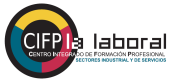 CIFP la laboral
CENTRO INTEGRADO DE FORMACIÓN PROFESIONAL
SECTORES INDUSTRIAL Y DE SERVICIOS